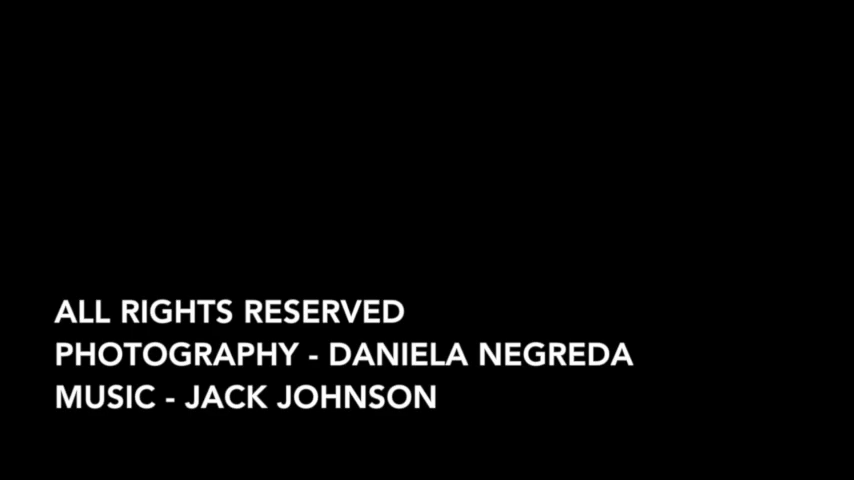 ALL RIGHTS RESERVED
PHOTOGRAPHY - DANIELA NEGREDA
MUSIC - JACK JOHNSON